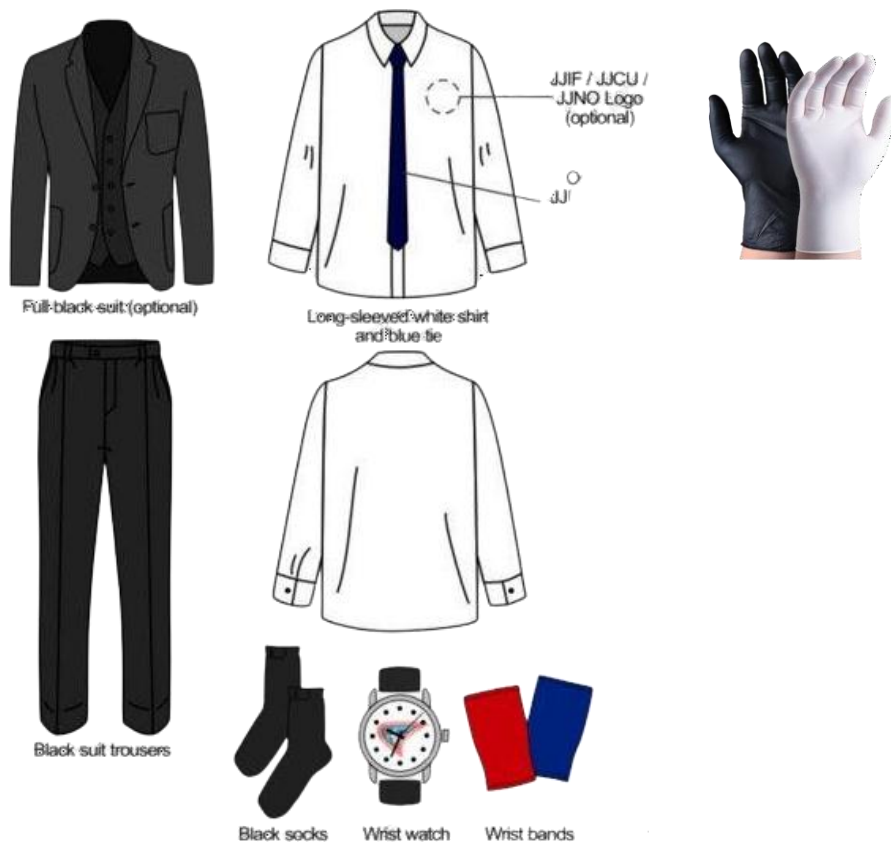 JJIF / JJCU /
JJNO Logo
(optional)
Full black suit (optional)
Long-sleeved white shirt
and blue tie
Black suit trousers
Black socks
Wrist watch
Wrist bands